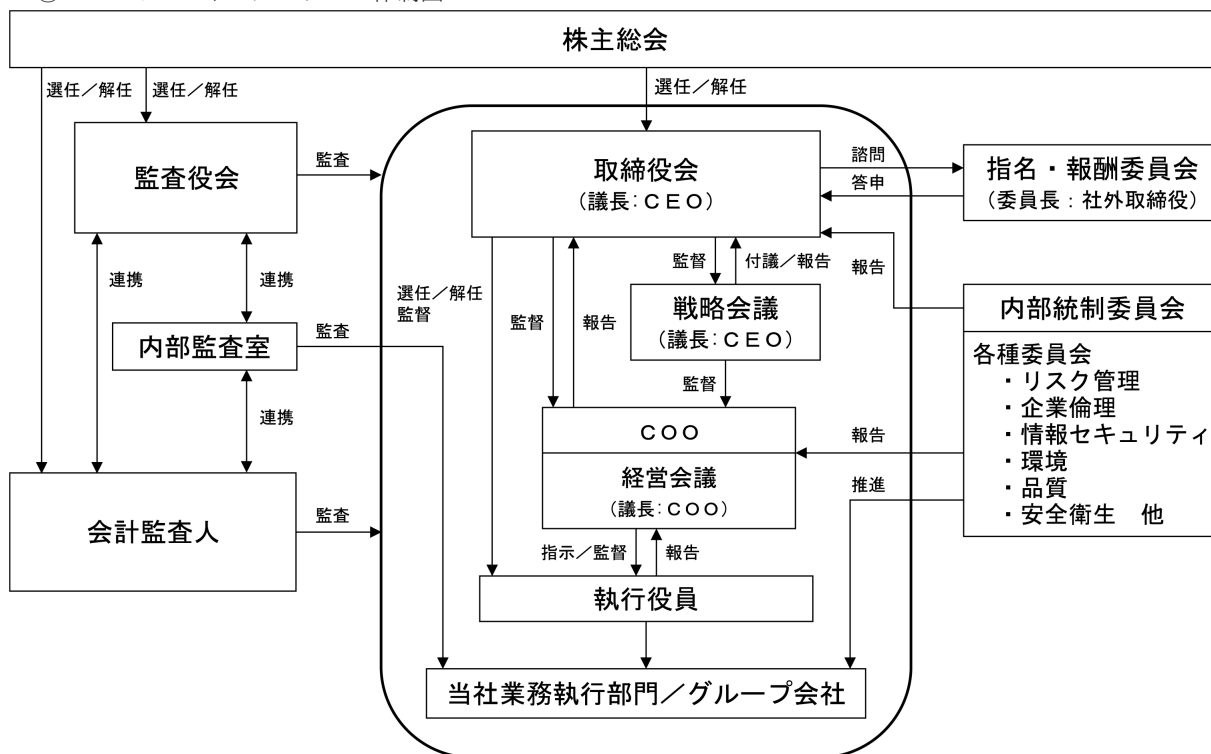 株主総会
選任／解任
選任／解任
選任／解任
監査役会
監査
取締役会
(議長：ＣＥＯ)
諮問
答申
指名・報酬委員会
(委員長：社外取締役)
連携
連携
選任／解任
監督
監督
報告
監督
付議／報告
報告
戦略会議
(議長：ＣＥＯ)
内部統制委員会
各種委員会
・リスク管理
・企業倫理
・情報セキュリティ
・環境
・品質
・安全衛生　他
内部監査室
監査
連携
監督
ＣＯＯ
経営会議
(議長：ＣＯＯ)
報告
推進
会計監査人
監査
指示／監督
報告
執行役員
当社業務執行部門／グループ会社